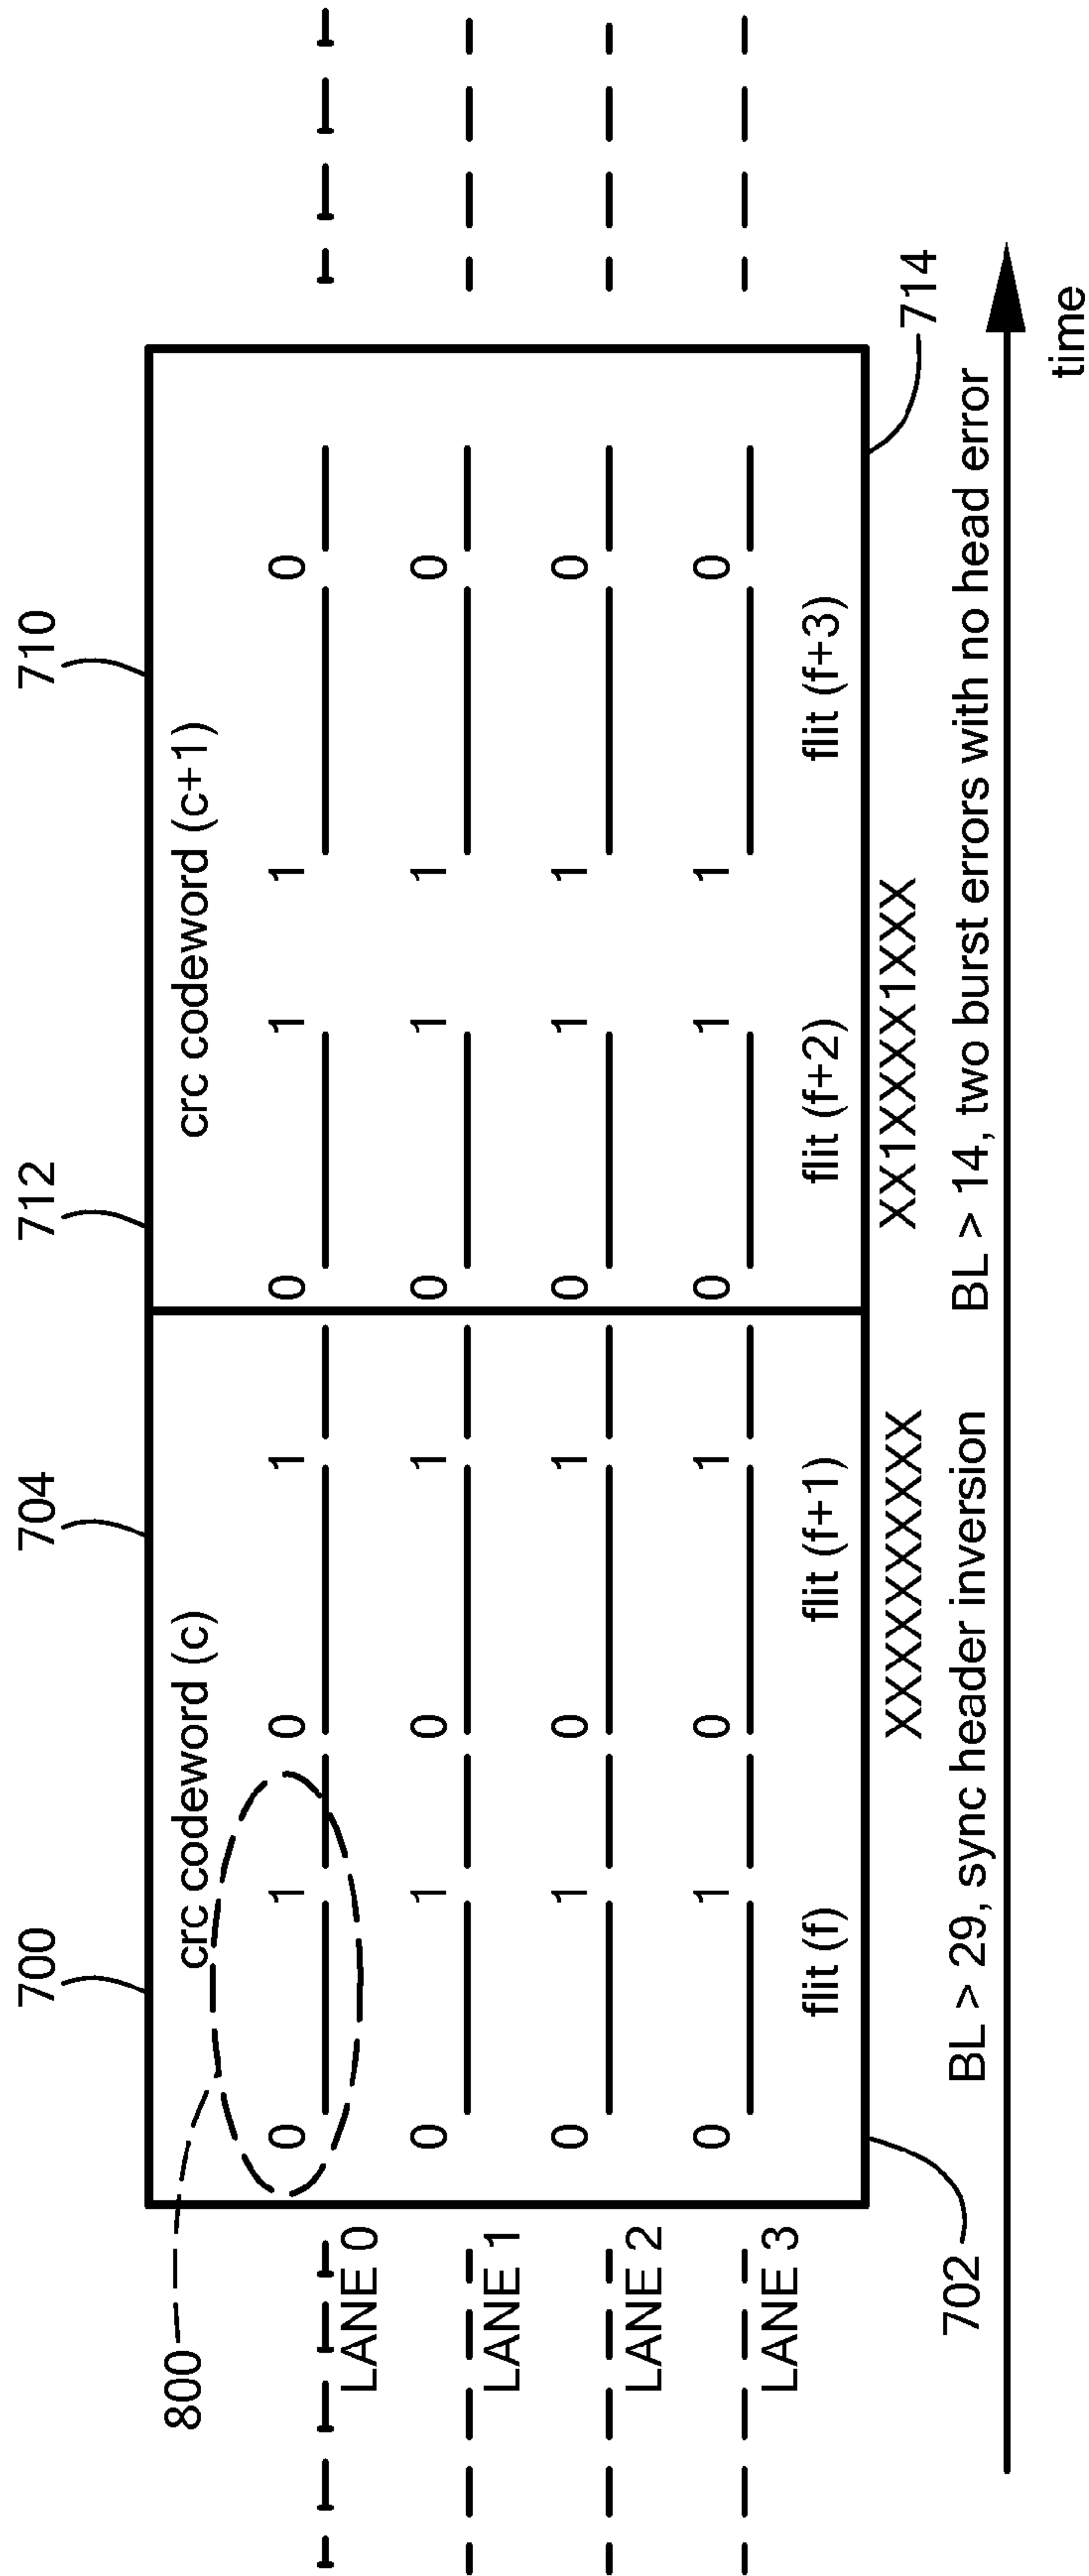 700 704 712 710
800 crc codeword (c) crc codeword (c+1)
0 1 0 1 0 1 1 0
LANE 0
0 1 0 1 0 1 1 0
LANE 1
0 1 0 1 0 1 1 0
LANE 2
0 1 0 1 0 1 1 0
LANE 3
flit (f) flit (f+1) flit (f+2) flit (f+3)
XXXXXXXXXX XX1XXXX1XXX
714
702
BL > 29, sync header inversion BL > 14, two burst errors with no head error
time